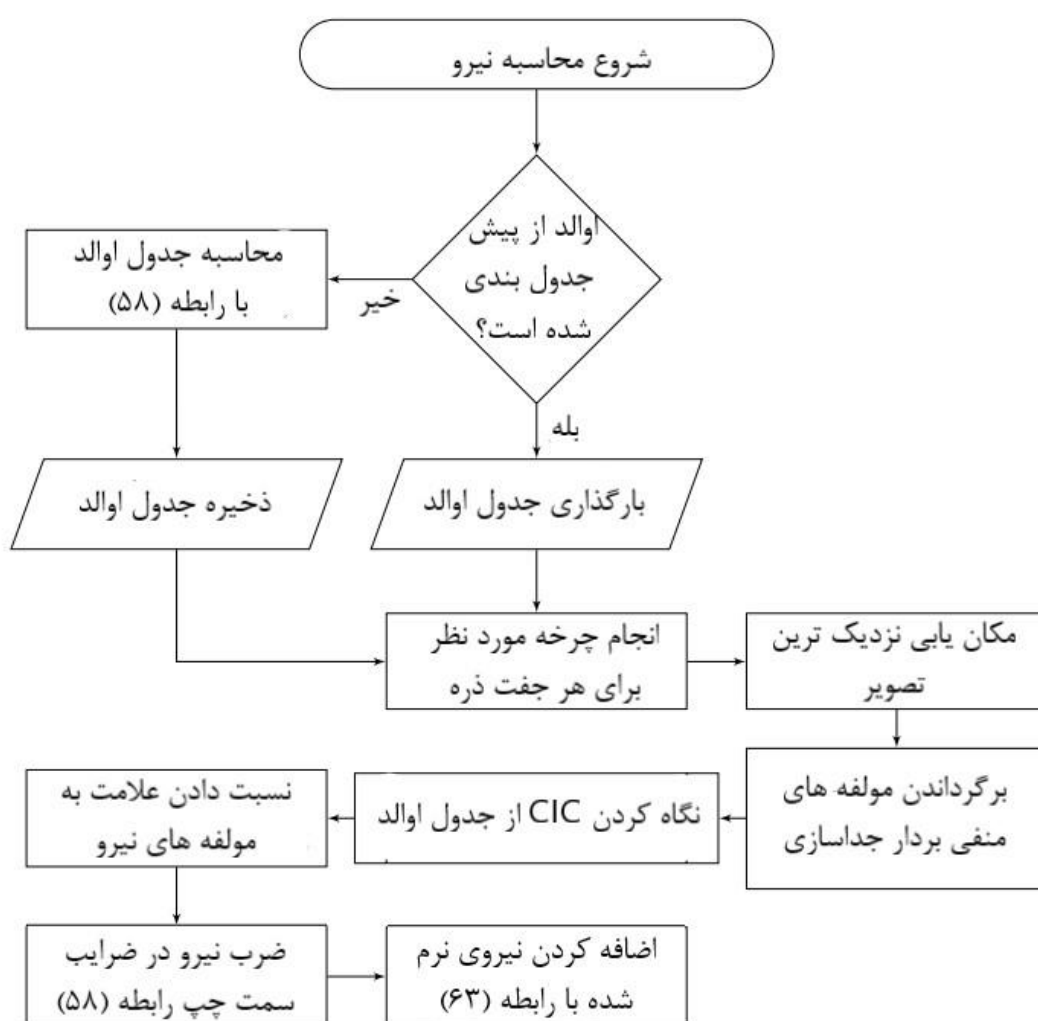 شروع محاسبه نیرو
اوالد از پیش
جدول بندی
شده است؟
خیر
محاسبه جدول اوالد
با رابطه (۵۸)
بله
ذخیره جدول اوالد
بارگذاری جدول اوالد
انجام چرخه مورد نظر
برای هر جفت ذره
مکان یابی نزدیک ترین
تصویر
برگرداندن مولفه های
منفی بردار جداسازی
نگاه کردن CIC از جدول اوالد
نسبت دادن علامت به
مولفه های نیرو
ضرب نیرو در ضرایب
سمت چپ رابطه (۵۸)
اضافه کردن نیروی نرم
شده با رابطه (۶۳)